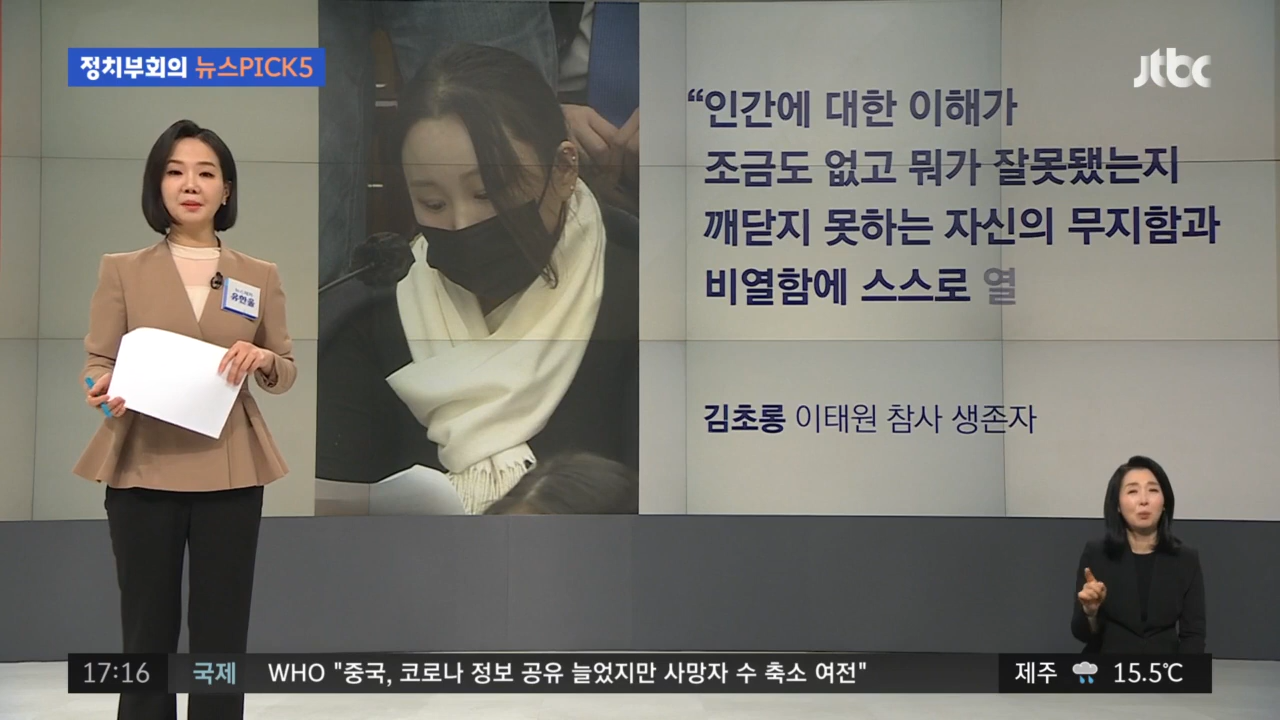 정치부회의 뉴스PICK5
jtbc
“인간에 대한 이해가
조금도 없고 뭐가 잘못됐는지
깨닫지 못하는 자신의 무지함과
비열함에 스스로 열
김초롱 이태원 참사 생존자
유한울
17:16 국제 WHO "중국, 코로나 정보 공유 늘었지만 사망자 수 축소 여전"
제주 15.5℃